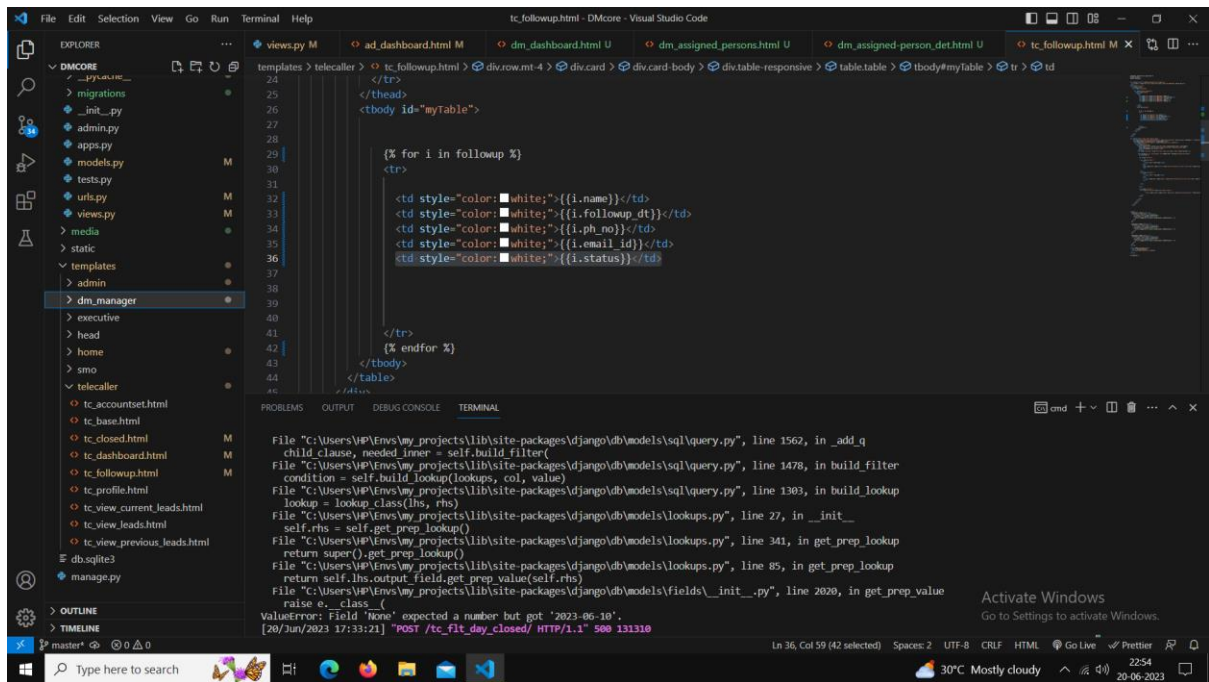 File Edit Selection View Go Run Terminal Help
tc_followup.html - DMcore - Visual Studio Code
EXPLORER
DMCORE
__pycache__
migrations
__init__.py
admin.py
apps.py
models.py M
tests.py
urls.py M
views.py M
media
static
templates
admin
dm_manager
executive
head
home
smo
telecaller
tc_accountset.html
tc_base.html
tc_closed.html M
tc_dashboard.html M
tc_followup.html M
tc_profile.html
tc_view_current_leads.html
tc_view_leads.html
tc_view_previous_leads.html
db.sqlite3
manage.py
OUTLINE
TIMELINE
34
views.py M ad_dashboard.html M dm_dashboard.html U dm_assigned_persons.html U dm_assigned-person_det.html U tc_followup.html M
templates > telecaller > tc_followup.html > div.row.mt-4 > div.card > div.card-body > div.table-responsive > table.table > tbody#myTable > tr > td
24 </tr>
25 </thead>
26 <tbody id="myTable">
27
28
29 {% for i in followup %}
30 <tr>
31
32 <td style="color:white;">{{i.name}}</td>
33 <td style="color:white;">{{i.followup_dt}}</td>
34 <td style="color:white;">{{i.ph_no}}</td>
35 <td style="color:white;">{{i.email_id}}</td>
36 <td style="color:white;">{{i.status}}</td>
37
38
39
40
41 </tr>
42 {% endfor %}
43 </tbody>
44 </table>
45 </div>
PROBLEMS OUTPUT DEBUG CONSOLE TERMINAL
cmd
File "C:\Users\HP\Envs\my_projects\lib\site-packages\django\db\models\sql\query.py", line 1562, in _add_q
child_clause, needed_inner = self.build_filter(
File "C:\Users\HP\Envs\my_projects\lib\site-packages\django\db\models\sql\query.py", line 1478, in build_filter
condition = self.build_lookup(lookups, col, value)
File "C:\Users\HP\Envs\my_projects\lib\site-packages\django\db\models\sql\query.py", line 1303, in build_lookup
lookup = lookup_class(lhs, rhs)
File "C:\Users\HP\Envs\my_projects\lib\site-packages\django\db\models\lookups.py", line 27, in __init__
self.rhs = self.get_prep_lookup()
File "C:\Users\HP\Envs\my_projects\lib\site-packages\django\db\models\lookups.py", line 341, in get_prep_lookup
return super().get_prep_lookup()
File "C:\Users\HP\Envs\my_projects\lib\site-packages\django\db\models\lookups.py", line 85, in get_prep_lookup
return self.lhs.output_field.get_prep_value(self.rhs)
File "C:\Users\HP\Envs\my_projects\lib\site-packages\django\db\models\fields\__init__.py", line 2020, in get_prep_value
raise e.__class__(
ValueError: Field 'None' expected a number but got '2023-06-10'.
[20/Jun/2023 17:33:21] "POST /tc_flt_day_closed/ HTTP/1.1" 500 131310
Activate Windows
Go to Settings to activate Windows.
master* 0 0 Ln 36, Col 59 (42 selected) Spaces: 2 UTF-8 CRLF HTML Go Live Prettier
Type here to search
30°C Mostly cloudy
22:54
20-06-2023